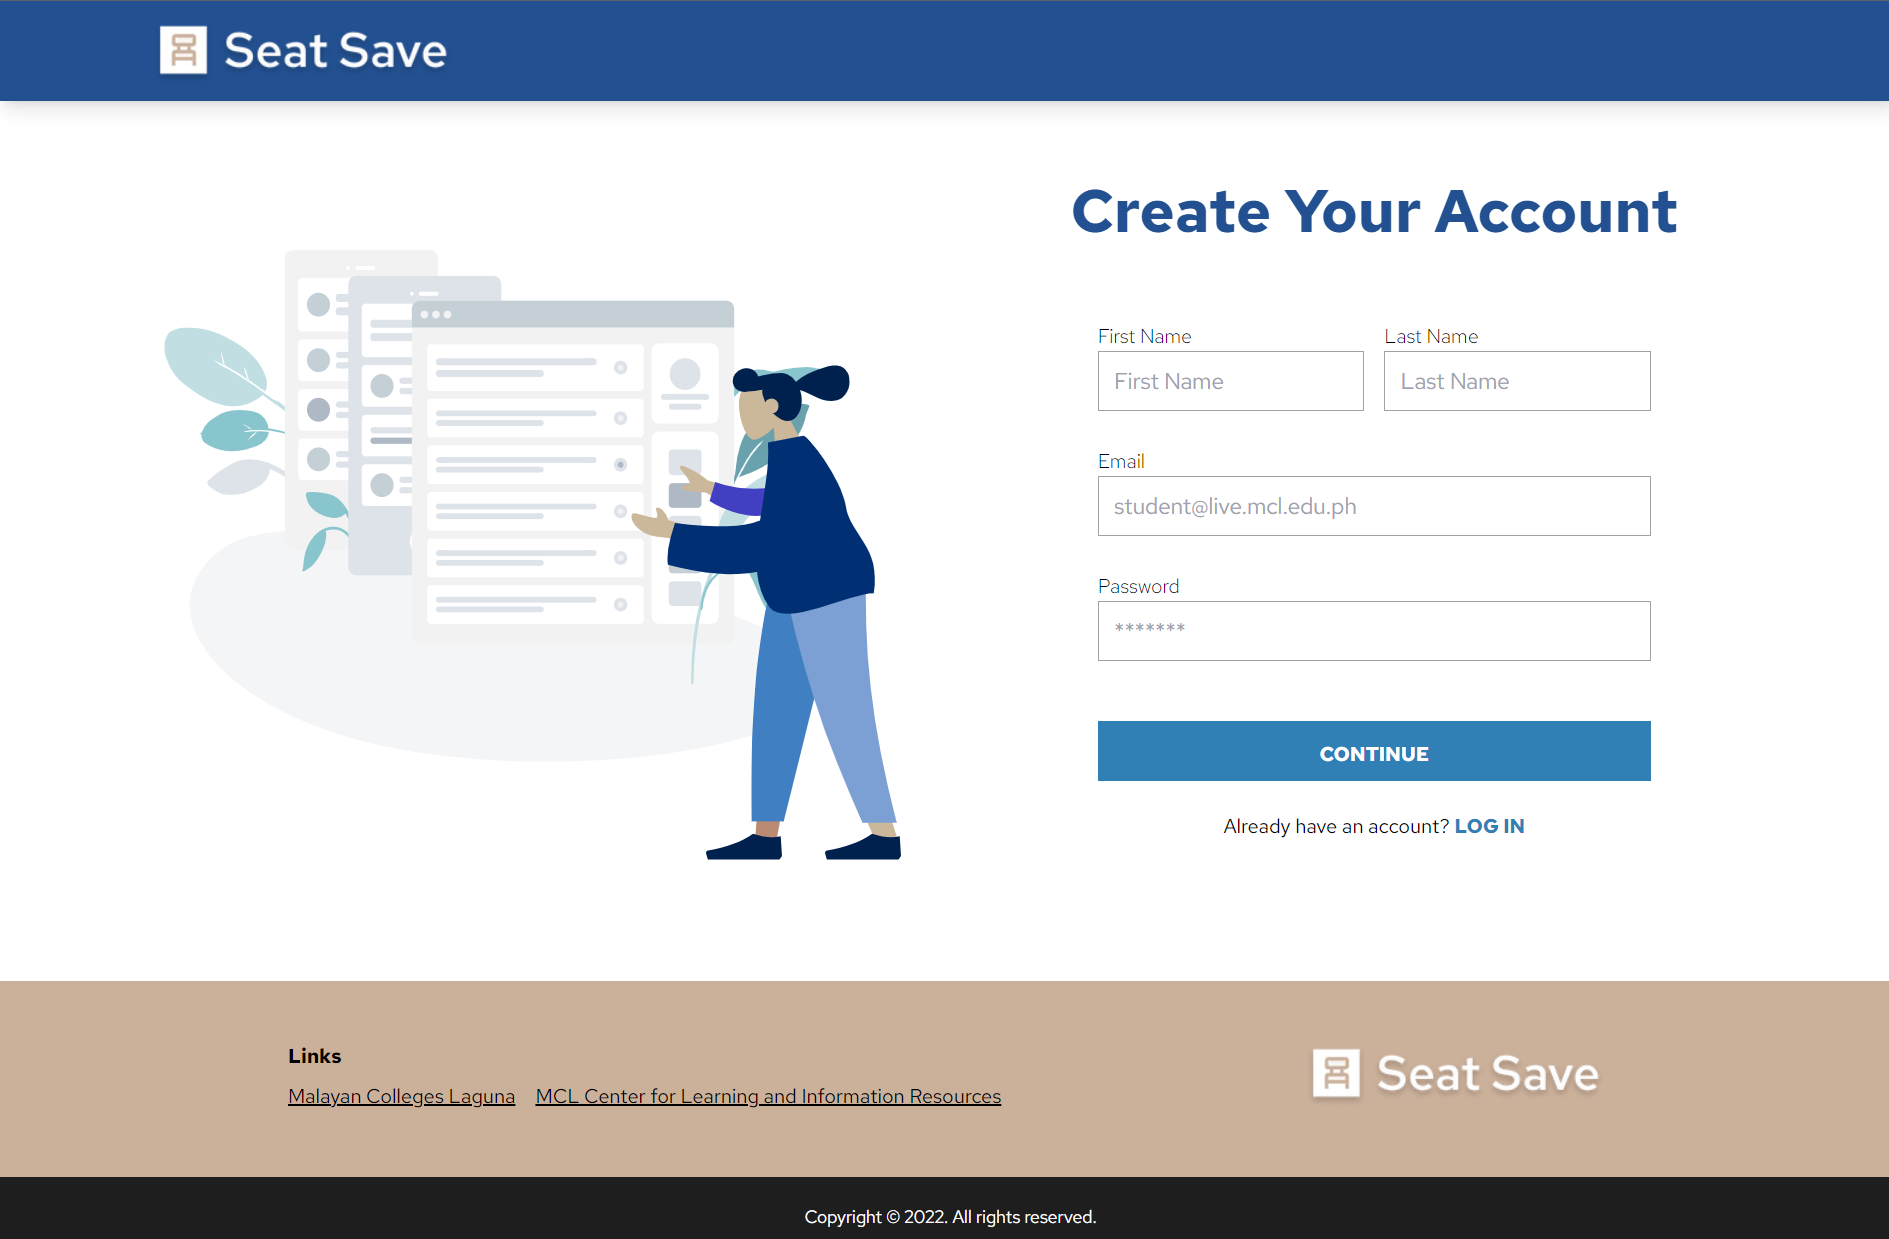 Seat Save
Create Your Account
First Name
Last Name
First Name
Last Name
Email
student@live.mcl.edu.ph
Password
*******
CONTINUE
Already have an account? LOG IN
Links
Malayan Colleges Laguna
MCL Center for Learning and Information Resources
Seat Save
Copyright © 2022. All rights reserved.